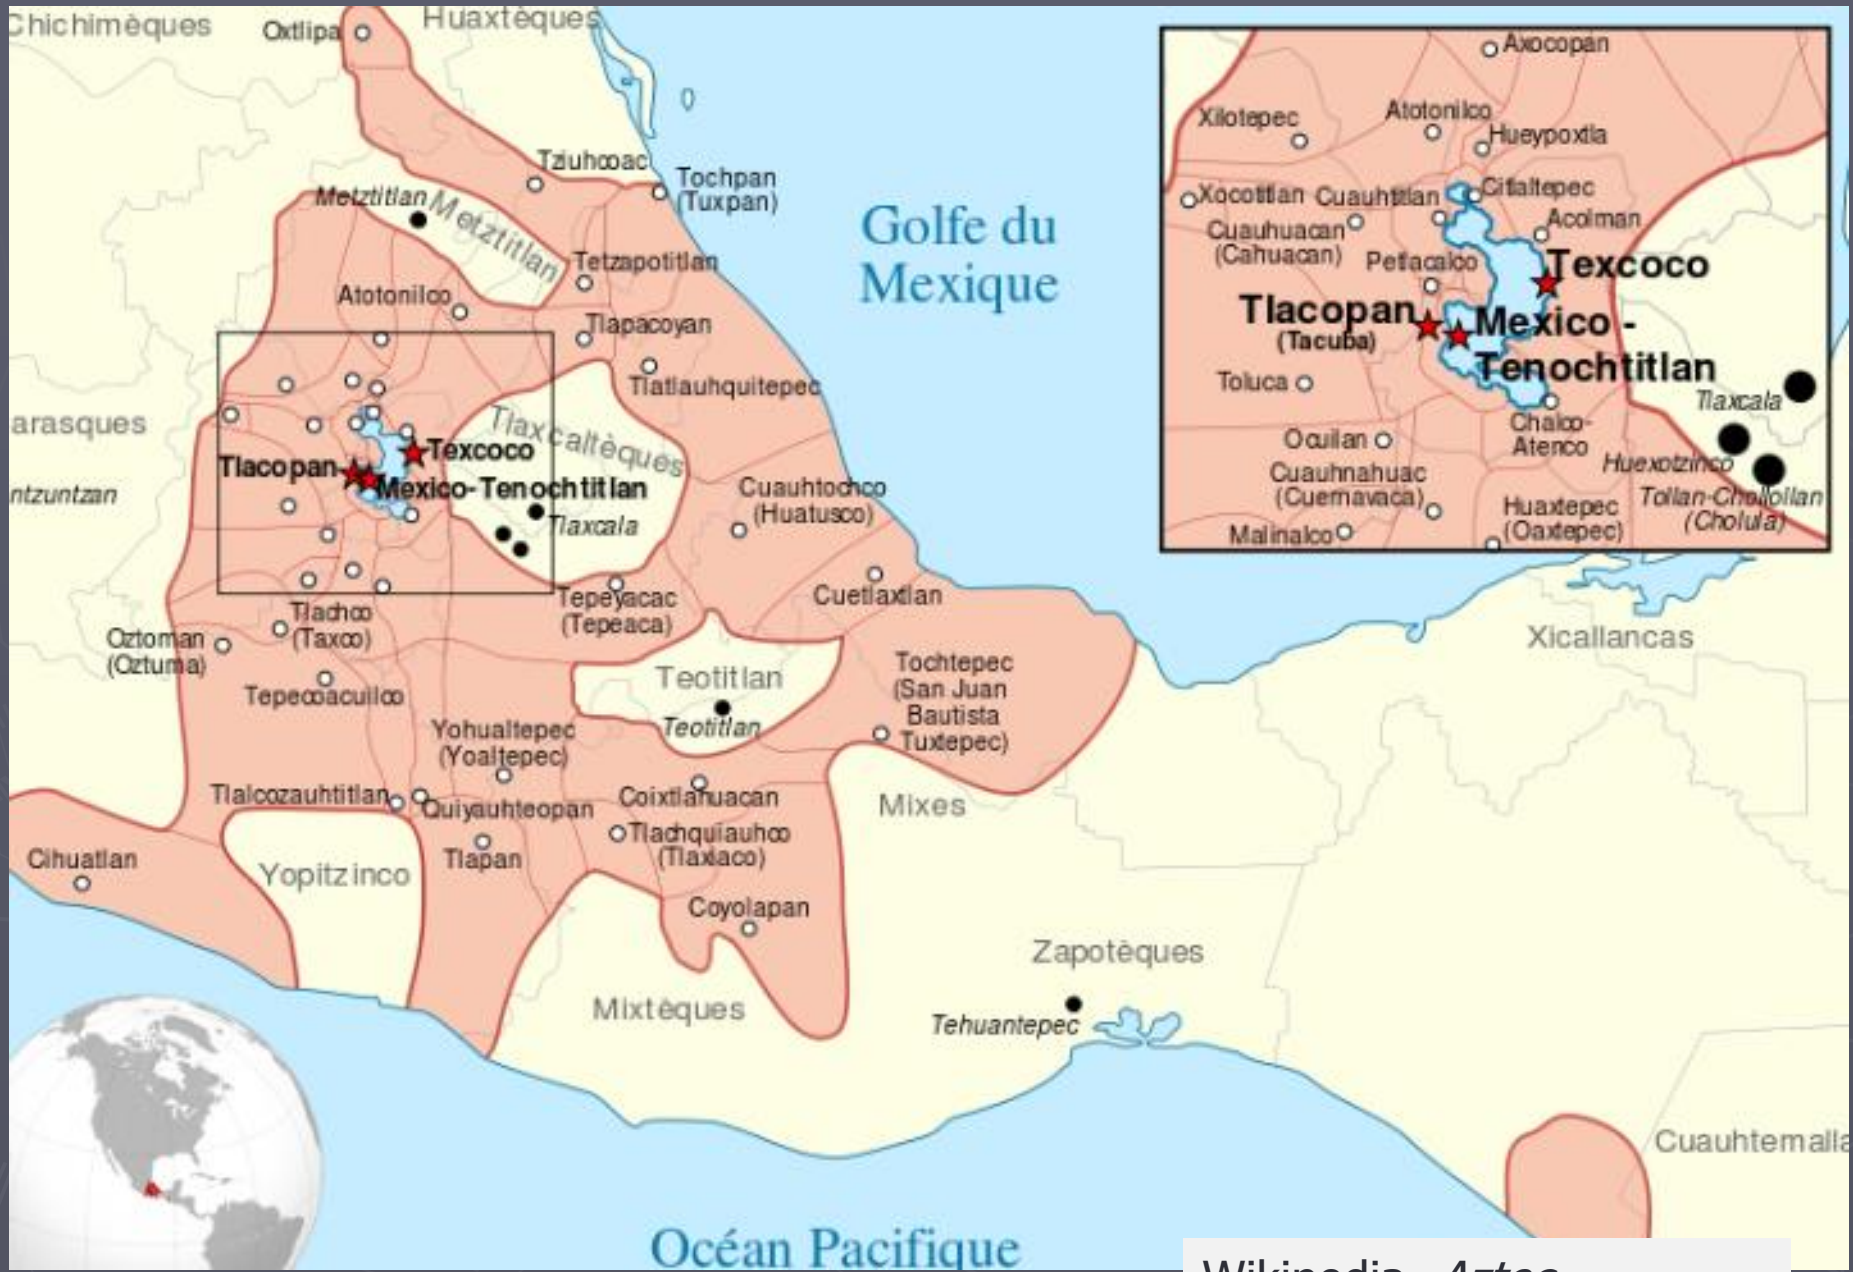 Chichimèques
Oxtlipa
Huaxtèques
Tziuhcoac
Tochpan
(Tuxpan)
Metztitlan
Metztitlan
Tetzapotitlan
Atotonilco
Tlapacoyan
Tlatlauhquitepec
Golfe du
Mexique
arasques
Tlaxcaltèques
Texcoco
Tlacopan
Mexico-Tenochtitlan
ntzuntzan
Tlaxcala
Cuauhtochco
(Huatusco)
Cuetlaxtlan
Tepeyacac
(Tepeaca)
Tlachco
(Taxco)
Oztoman
(Oztuma)
Tepecoacuilco
Teotitlan
Teotitlan
Tochtepec
(San Juan
Bautista
Tuxtepec)
Yohualtepec
(Yoaltepec)
Tlalcozauhtitlan
Quiyauhteopan
Coixtlahuacan
Tlachquiauhco
(Tlaxiaco)
Tlapan
Mixes
Cihuatlan
Yopitzinco
Coyolapan
Mixtèques
Zapotèques
Tehuantepec
Xicallancas
Cuauhtemalla
Océan Pacifique
Axocopan
Xilotepec
Atotonilco
Hueypoxtla
Xocotitlan
Cuauhtitlan
Citlaltepec
Cuauhuacan
(Cahuacan)
Acolman
Petlacalco
Texcoco
Tlacopan
(Tacuba)
Mexico -
Tenochtitlan
Toluca
Tlaxcala
Chalco-
Atenco
Ocuilan
Huexotzinco
Cuauhnahuac
(Cuernavaca)
Tollan-Chollollan
(Cholula)
Huaxtepec
(Oaxtepec)
Malinalco
Wikipedia - Aztec